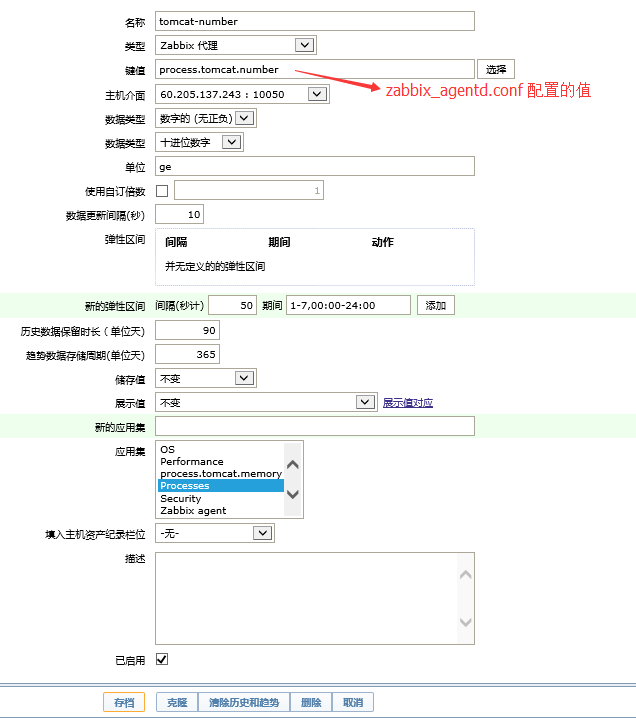 名称 tomcat-number
类型 Zabbix 代理
键值 process.tomcat.number 选择
zabbix_agentd.conf 配置的值
主机介面 60.205.137.243 : 10050
数据类型 数字的 (无正负)
数据类型 十进位数字
单位 ge
使用自订倍数 1
数据更新间隔(秒) 10
弹性区间 间隔 期间 动作
并无定义的的弹性区间
新的弹性区间 间隔(秒计) 50 期间 1-7,00:00-24:00 添加
历史数据保留时长 ( 单位天) 90
趋势数据存储周期(单位天) 365
储存值 不变
展示值 不变 展示值对应
新的应用集
应用集 OS
Performance
process.tomcat.memory
Processes
Security
Zabbix agent
填入主机资产纪录栏位 -无-
描述
已启用
存档 克隆 清除历史和趋势 删除 取消